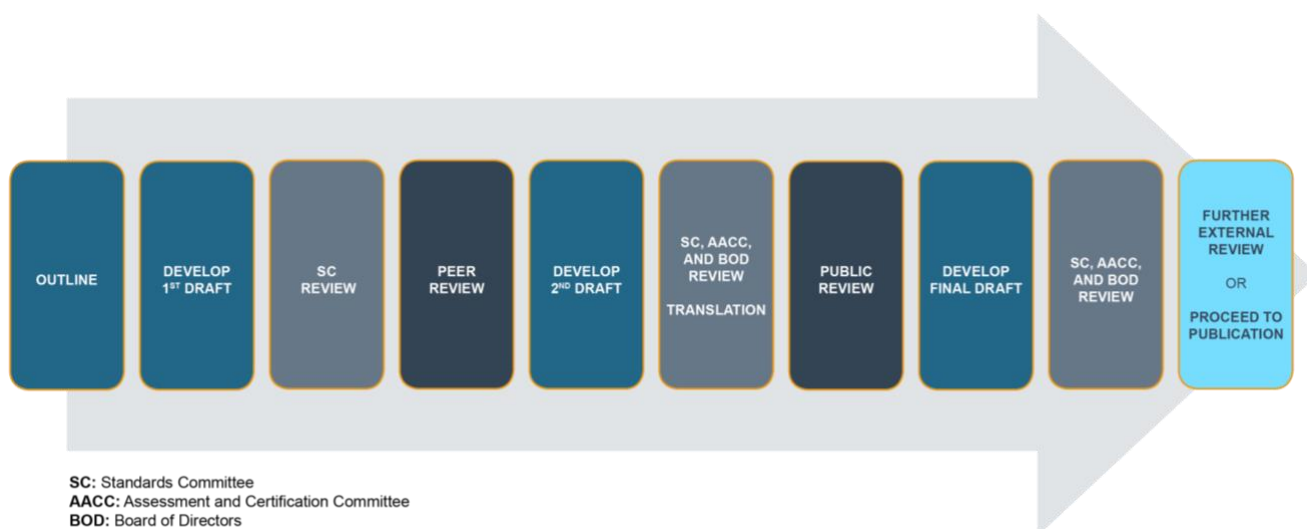 OUTLINE
DEVELOP
1ST DRAFT
SC
REVIEW
PEER
REVIEW
DEVELOP
2ND DRAFT
SC, AACC,
AND BOD
REVIEW
TRANSLATION
PUBLIC
REVIEW
DEVELOP
FINAL DRAFT
SC, AACC,
AND BOD
REVIEW
FURTHER
EXTERNAL
REVIEW
OR
PROCEED TO
PUBLICATION
SC: Standards Committee
AACC: Assessment and Certification Committee
BOD: Board of Directors